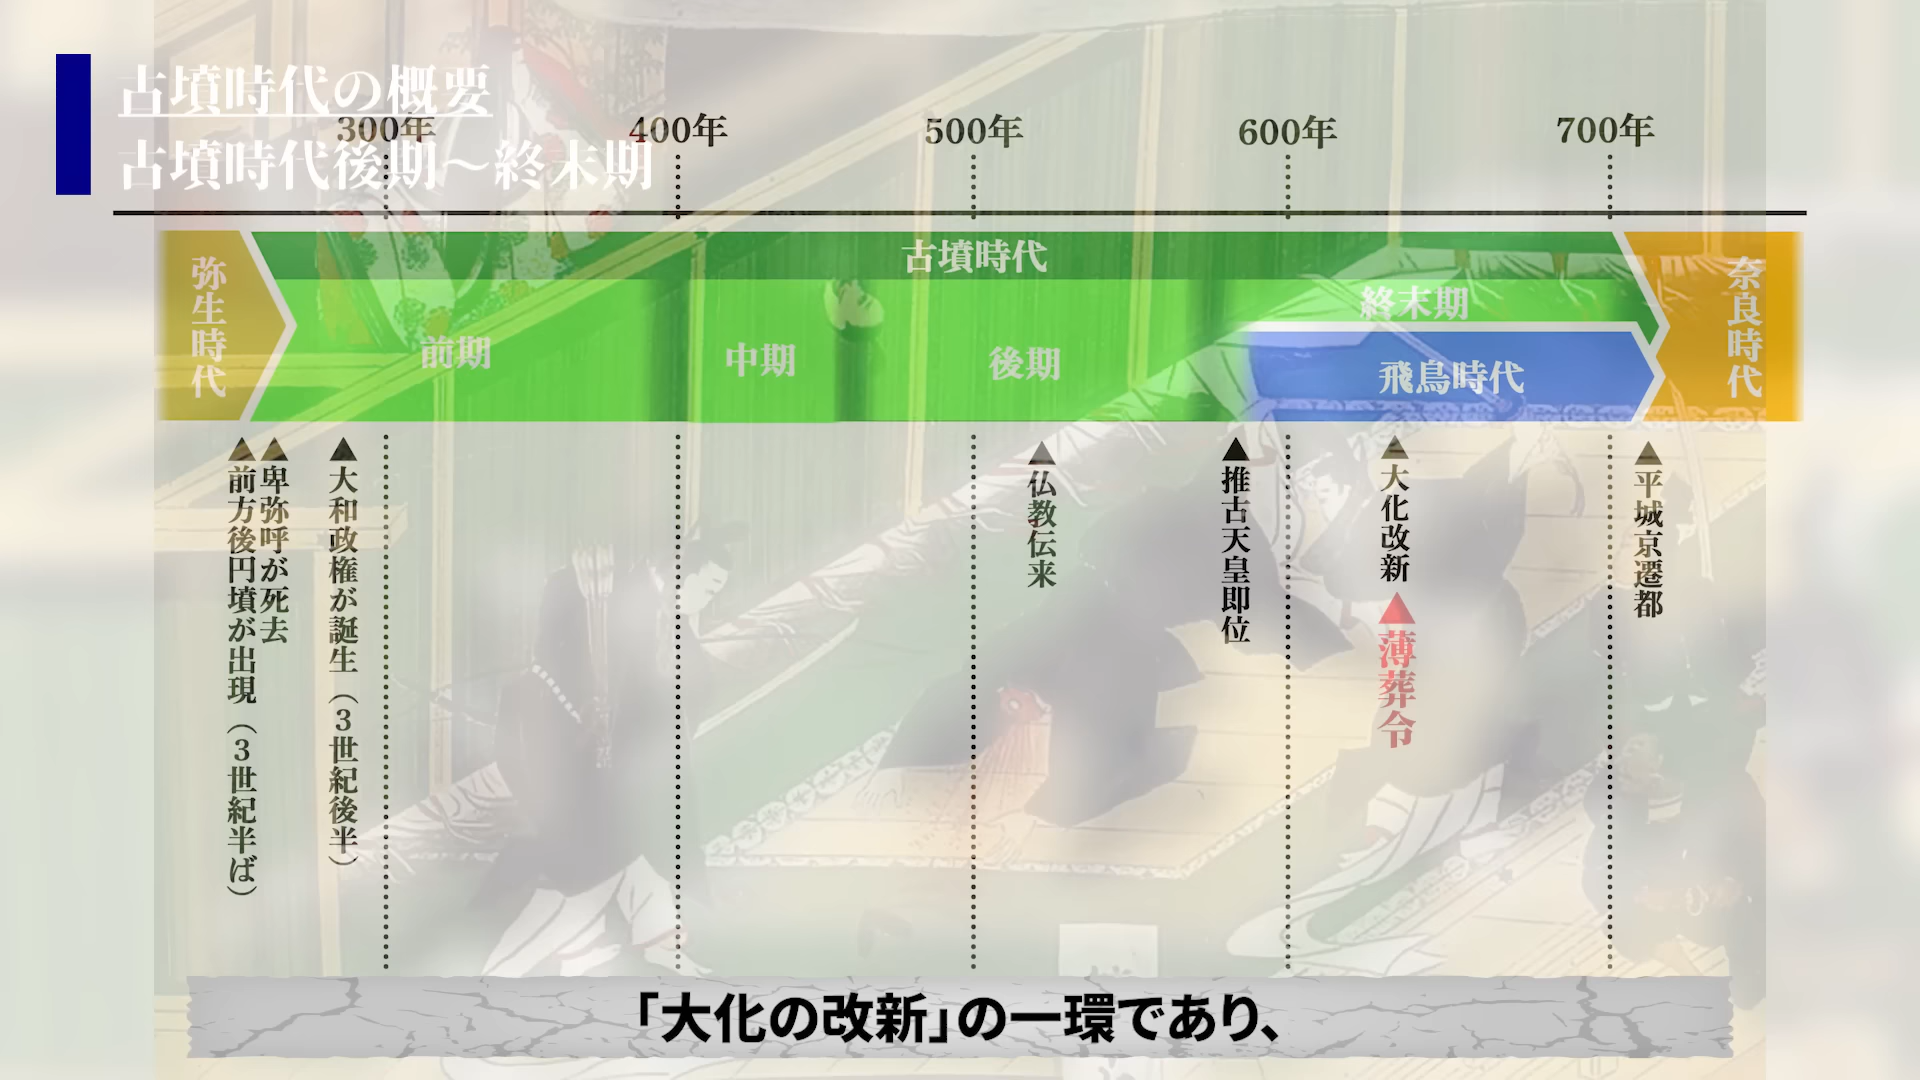 古墳時代の概要
古墳時代後期～終末期
300年
400年
500年
600年
700年
弥生時代
古墳時代
前期
中期
後期
終末期
飛鳥時代
奈良時代
▲前方後円墳が出現（3世紀半ば）
▲卑弥呼が死去
▲大和政権が誕生（3世紀後半）
▲仏教伝来
▲推古天皇即位
▲大化改新
▲薄葬令
▲平城京遷都
「大化の改新」の一環であり、